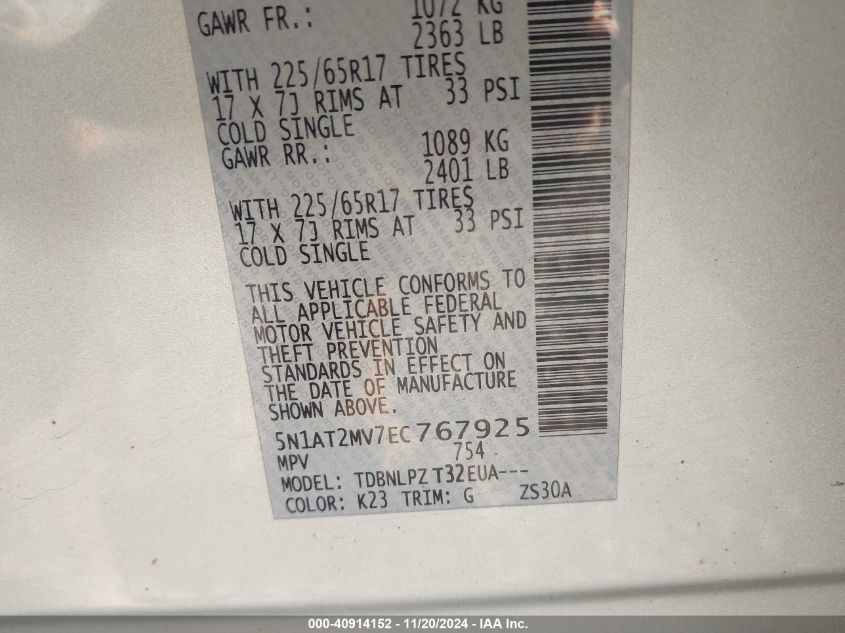 GAWR FR.: 1072 KG
2363 LB
WITH 225/65R17 TIRES
17 X 7J RIMS AT 33 PSI
COLD SINGLE
GAWR RR.: 1089 KG
2401 LB
WITH 225/65R17 TIRES
17 X 7J RIMS AT 33 PSI
COLD SINGLE
THIS VEHICLE CONFORMS TO
ALL APPLICABLE FEDERAL
MOTOR VEHICLE SAFETY AND
THEFT PREVENTION
STANDARDS IN EFFECT ON
THE DATE OF MANUFACTURE
SHOWN ABOVE.
5N1AT2MV7EC767925
MPV 754
MODEL: TDBNLPZ T32EUA---
COLOR: K23 TRIM: G ZS30A
000-40914152 - 11/20/2024 - IAA Inc.